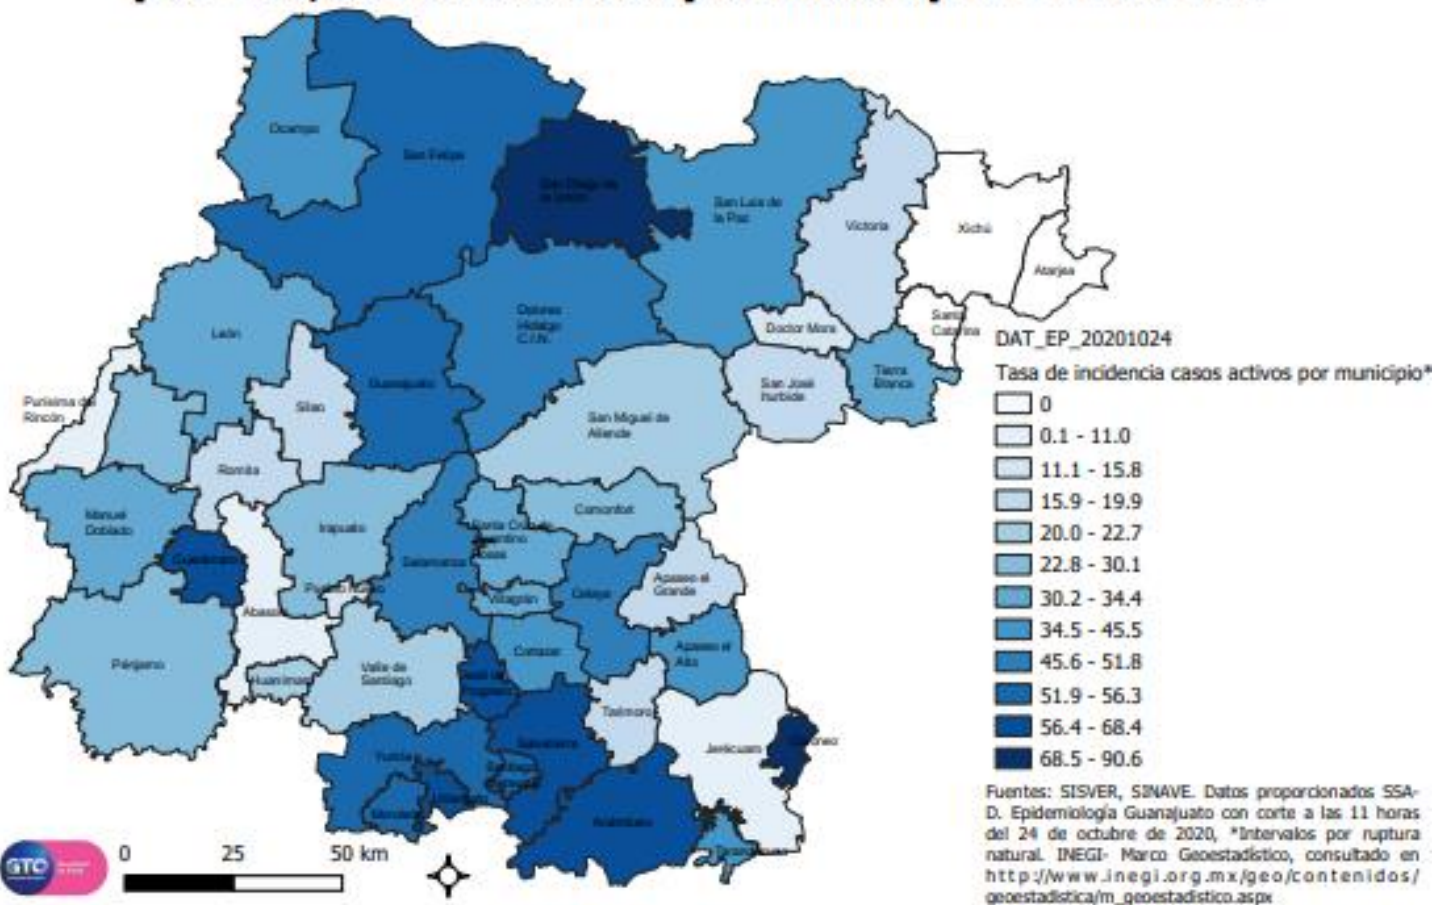 Ocampo
San Felipe
San Luis de
la Paz
Victoria
Xichú
Atarjea
Santa
Catarina
Doctor Mora
Dolores
Hidalgo
C.I.N.
León
Guanajuato
Silao
San José
Iturbide
Tierra
Blanca
San Miguel de
Allende
Purísima del
Rincón
Romita
Manuel
Doblado
Irapuato
Comonfort
Salamanca
Apaseo el
Grande
Celaya
Villagrán
Abasolo
Pénjamo
Huanímaro
Valle de
Santiago
Cortazar
Apaseo el
Alto
Tarimoro
Jerécuaro
Yuriria
Salvatierra
DAT_EP_20201024
Tasa de incidencia casos activos por municipio*
0
0.1 - 11.0
11.1 - 15.8
15.9 - 19.9
20.0 - 22.7
22.8 - 30.1
30.2 - 34.4
34.5 - 45.5
45.6 - 51.8
51.9 - 56.3
56.4 - 68.4
68.5 - 90.6
Fuentes: SISVER, SINAVE. Datos proporcionados SSA-
D. Epidemiología Guanajuato con corte a las 11 horas
del 24 de octubre de 2020, *Intervalos por ruptura
natural. INEGI- Marco Geoestadístico, consultado en
http://www.inegi.org.mx/geo/contenidos/
geoestadistica/m_geoestadistico.aspx
0 25 50 km
GTO